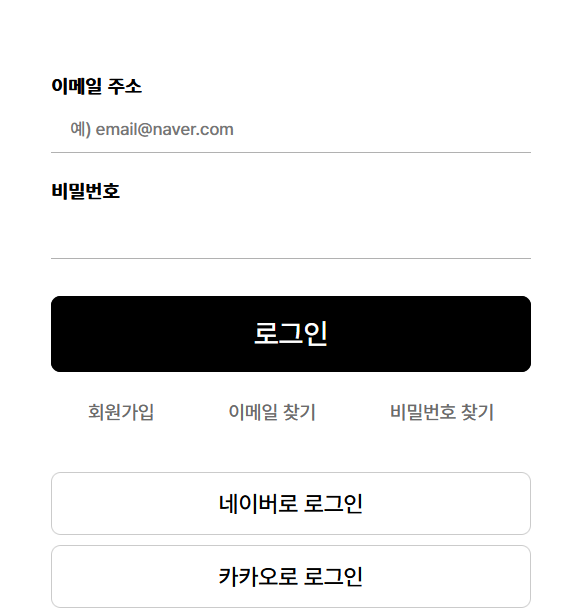 이메일 주소
예) email@naver.com
비밀번호
로그인
회원가입 이메일 찾기 비밀번호 찾기
네이버로 로그인
카카오로 로그인